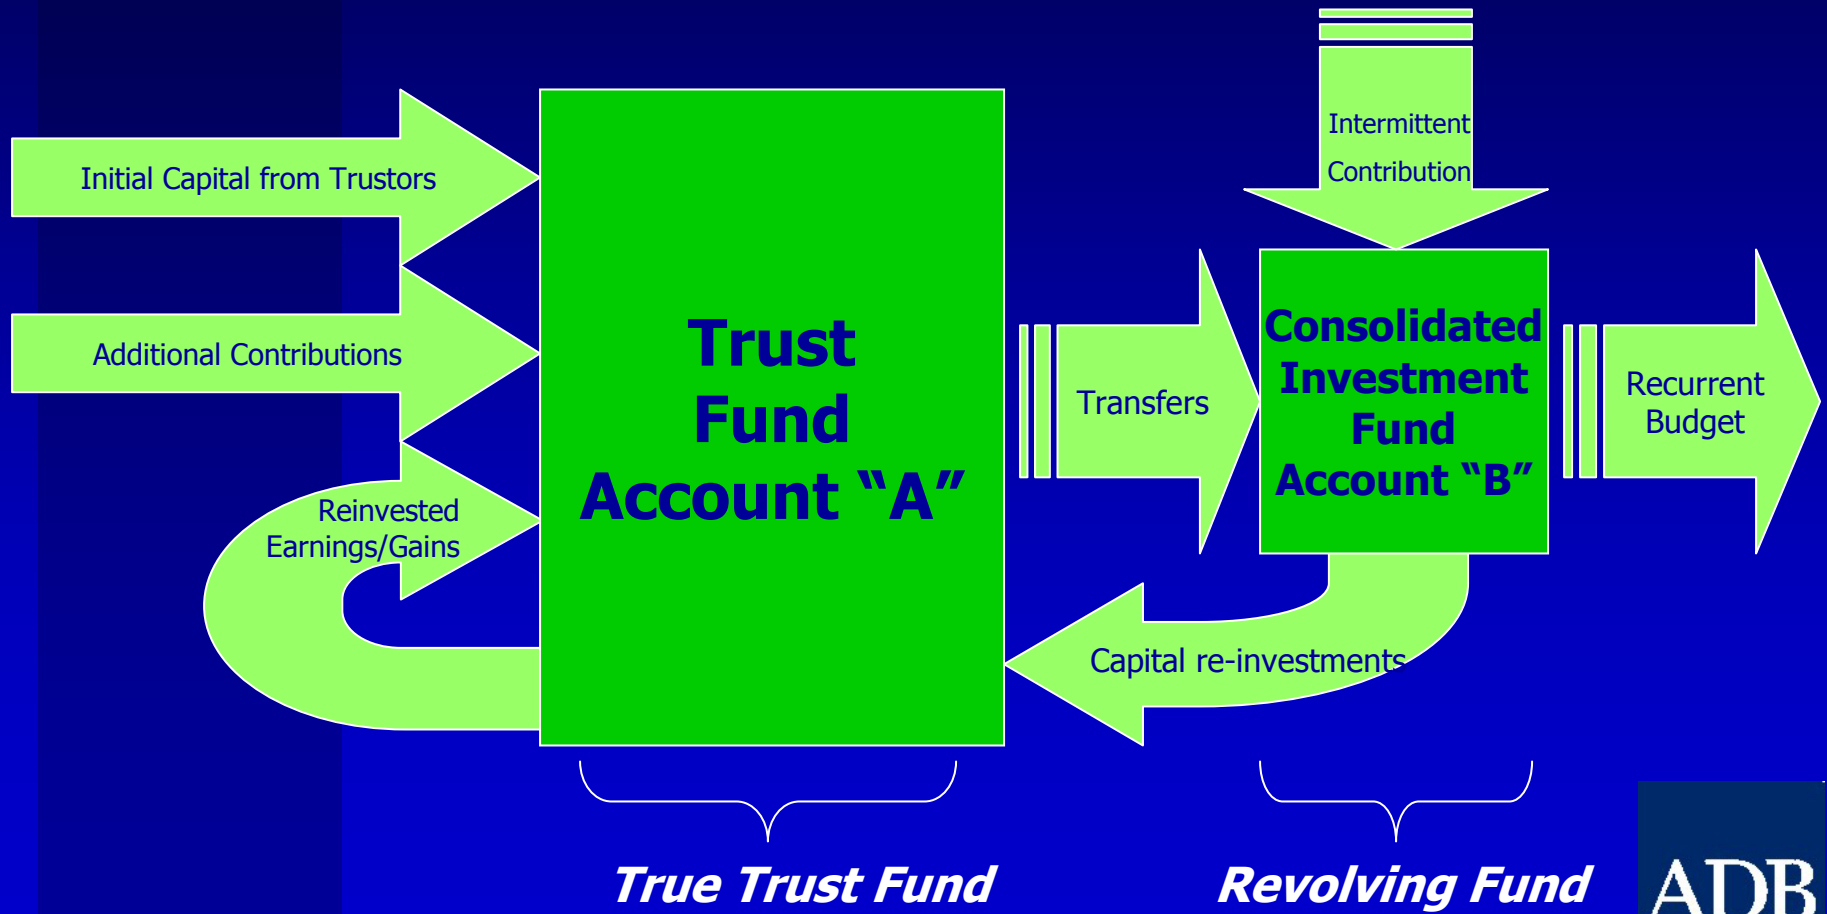 Intermittent
Contribution
Initial Capital from Trustors
Additional Contributions
Reinvested
Earnings/Gains
Trust
Fund
Account “A”
Transfers
Consolidated
Investment
Fund
Account “B”
Recurrent
Budget
Capital re-investments
True Trust Fund
Revolving Fund
ADB